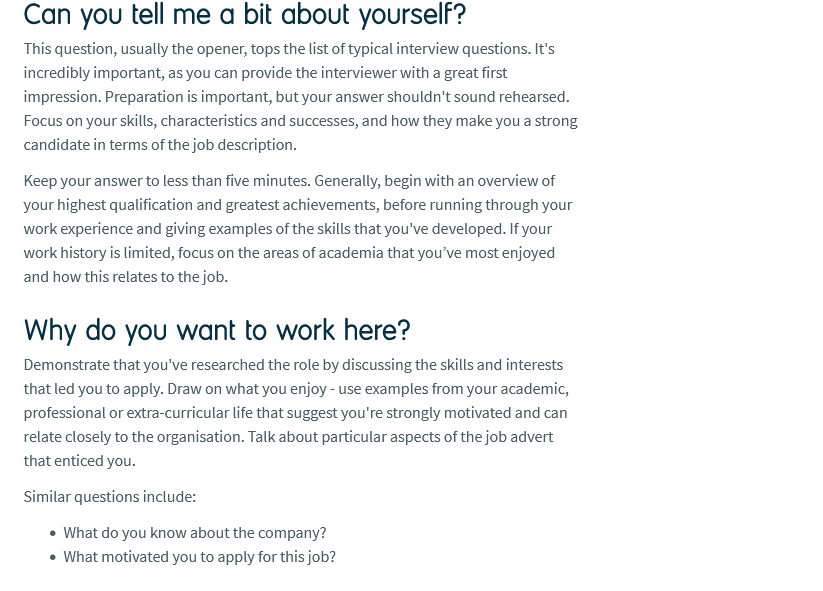 Can you tell me a bit about yourself?
This question, usually the opener, tops the list of typical interview questions. It's
incredibly important, as you can provide the interviewer with a great first
impression. Preparation is important, but your answer shouldn't sound rehearsed.
Focus on your skills, characteristics and successes, and how they make you a strong
candidate in terms of the job description.
Keep your answer to less than five minutes. Generally, begin with an overview of
your highest qualification and greatest achievements, before running through your
work experience and giving examples of the skills that you've developed. If your
work history is limited, focus on the areas of academia that you’ve most enjoyed
and how this relates to the job.
Why do you want to work here?
Demonstrate that you've researched the role by discussing the skills and interests
that led you to apply. Draw on what you enjoy - use examples from your academic,
professional or extra-curricular life that suggest you're strongly motivated and can
relate closely to the organisation. Talk about particular aspects of the job advert
that enticed you.
Similar questions include:
• What do you know about the company?
• What motivated you to apply for this job?